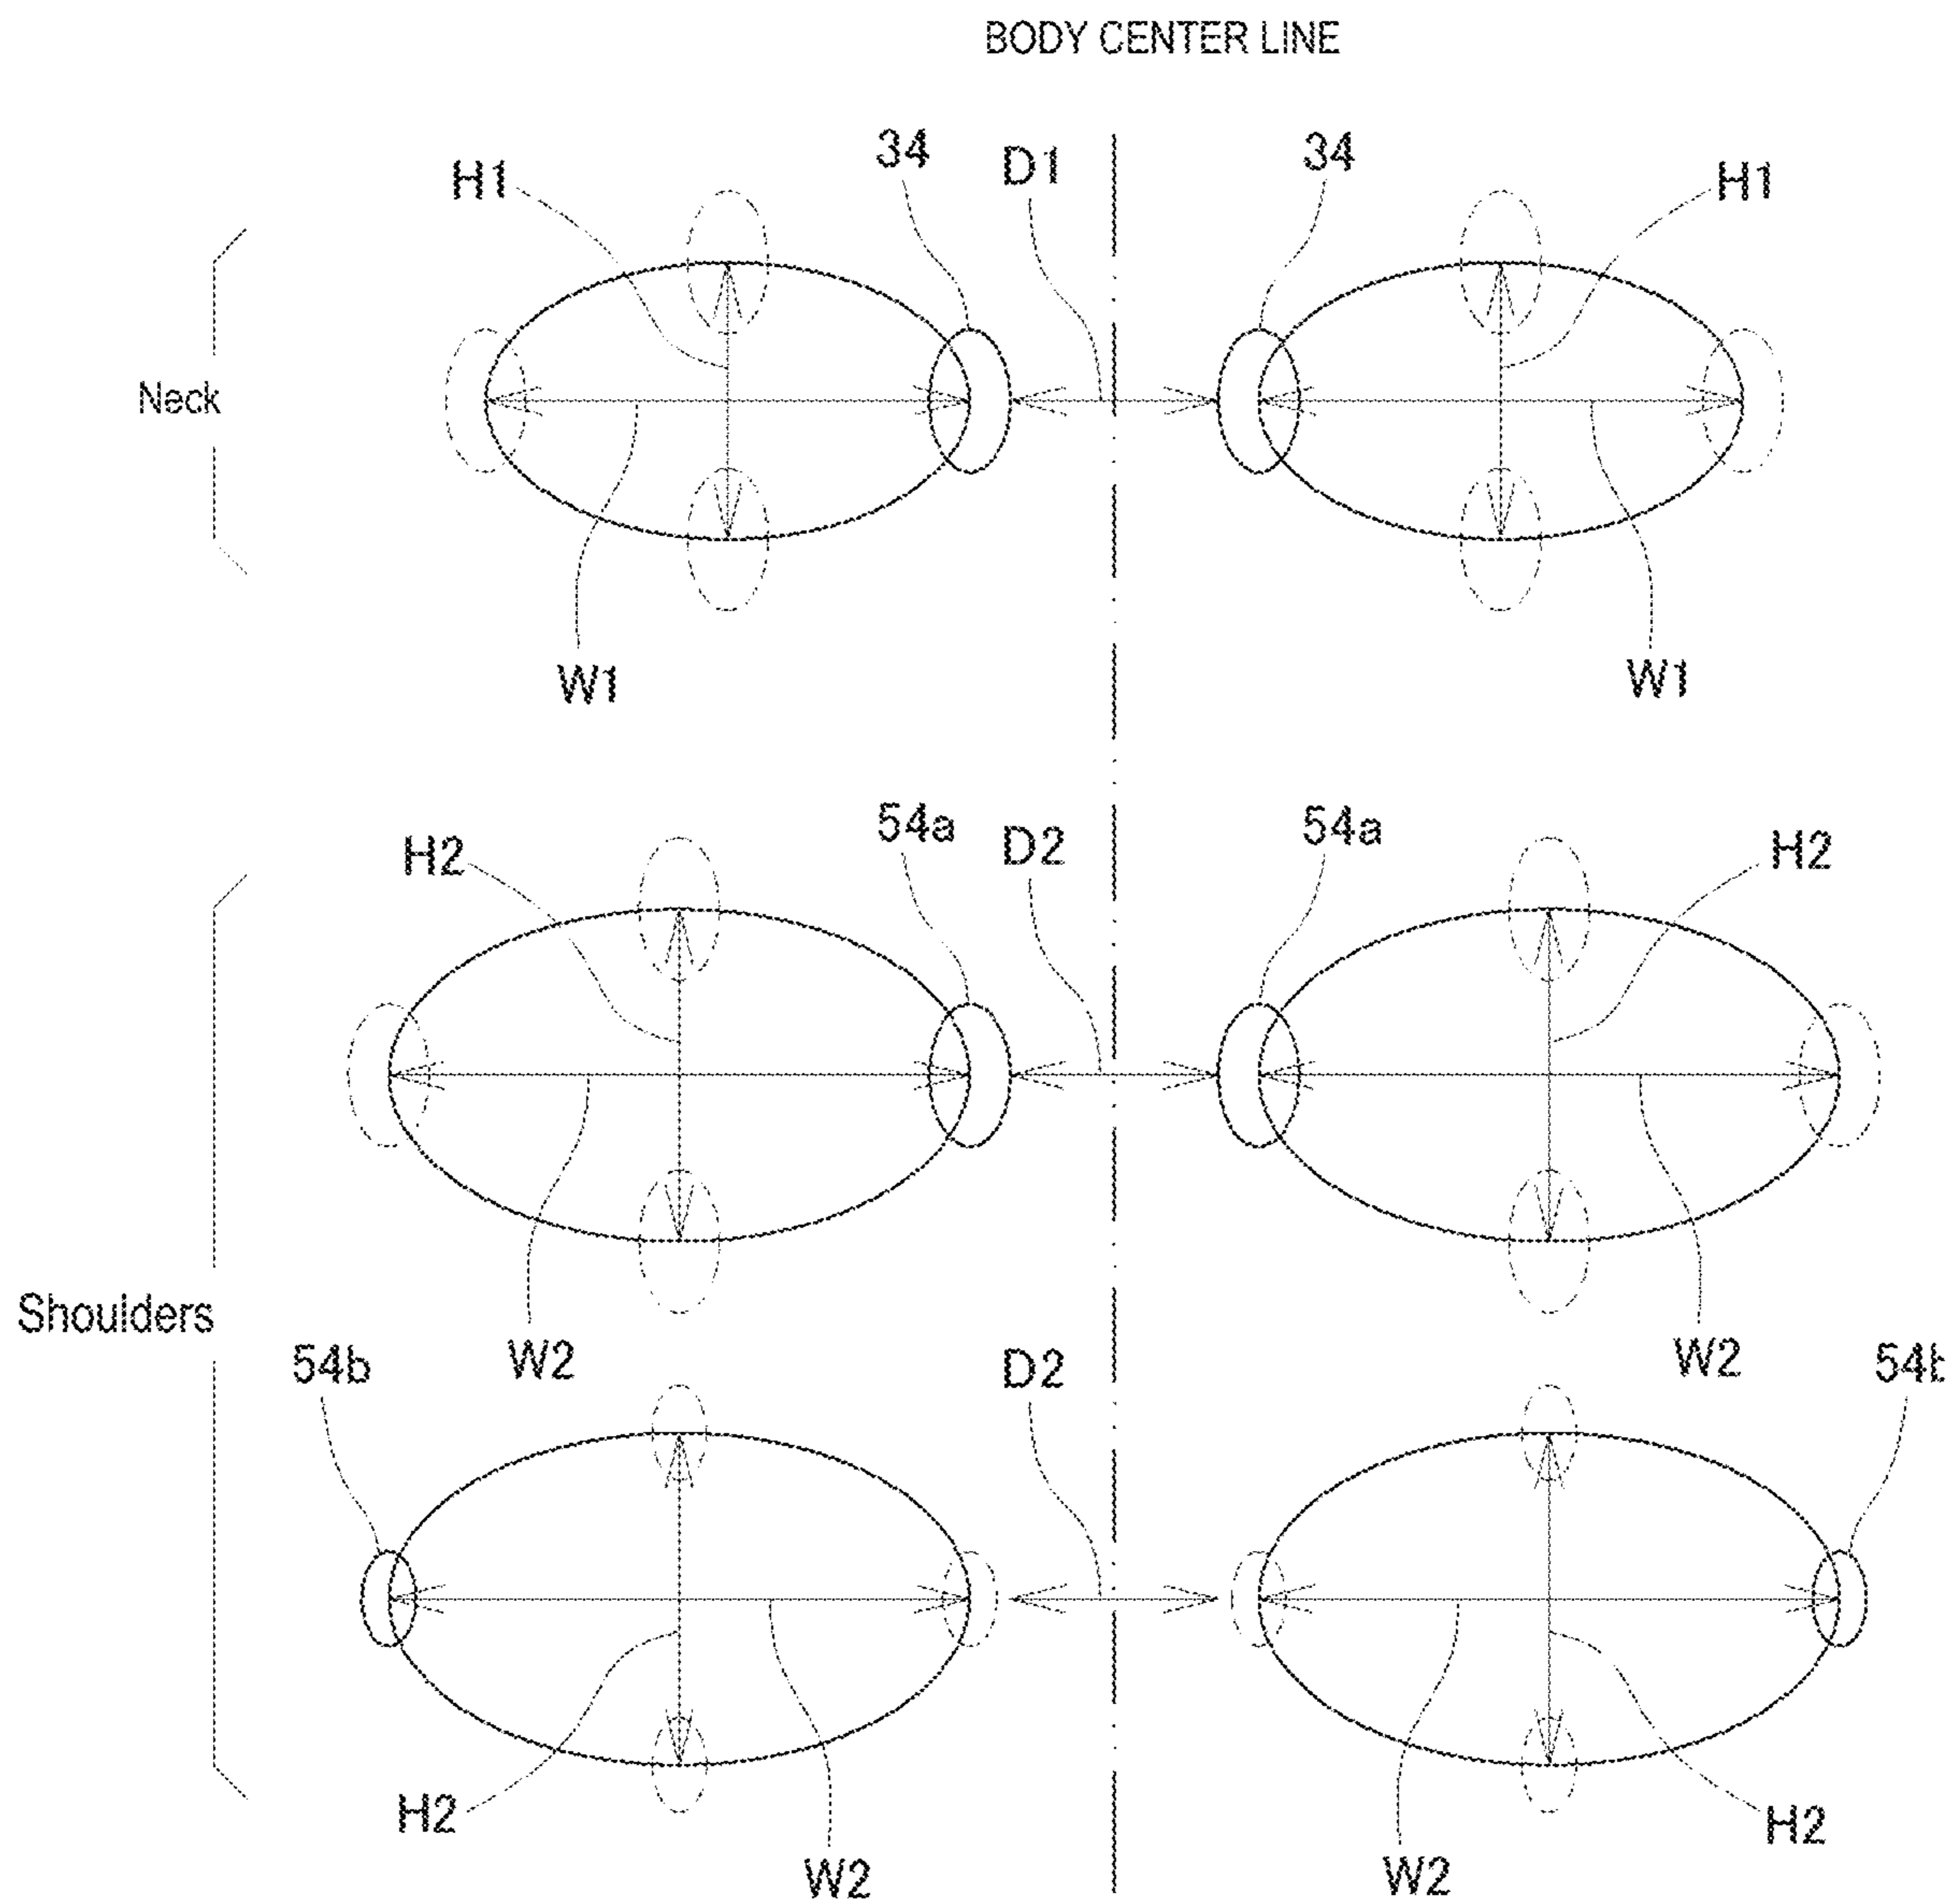 BODY CENTER LINE
H1 34 D1 34 H1
Neck
W1 W1
H2 54a D2 54a H2
Shoulders
W2 W2
54b D2 54b
H2 H2
W2 W2